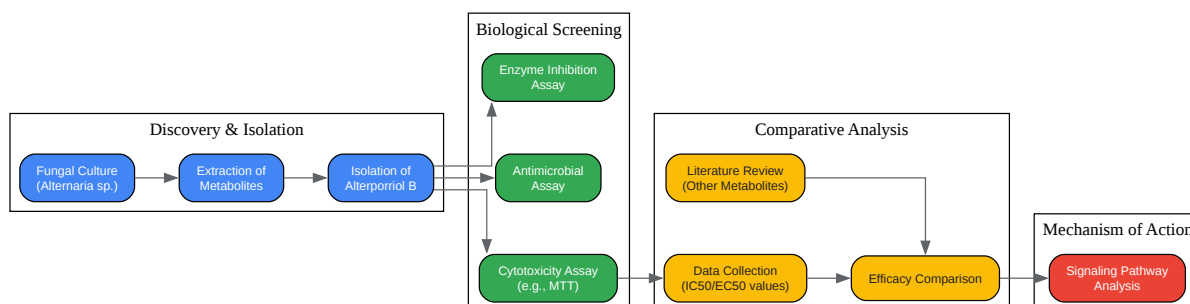 Discovery & Isolation
Fungal Culture
(Alternaria sp.)
Extraction of
Metabolites
Isolation of
Alterporriol B
Biological Screening
Enzyme Inhibition
Assay
Antimicrobial
Assay
Cytotoxicity Assay
(e.g., MTT)
Comparative Analysis
Literature Review
(Other Metabolites)
Data Collection
(IC50/EC50 values)
Efficacy Comparison
Mechanism of Action
Signaling Pathway
Analysis